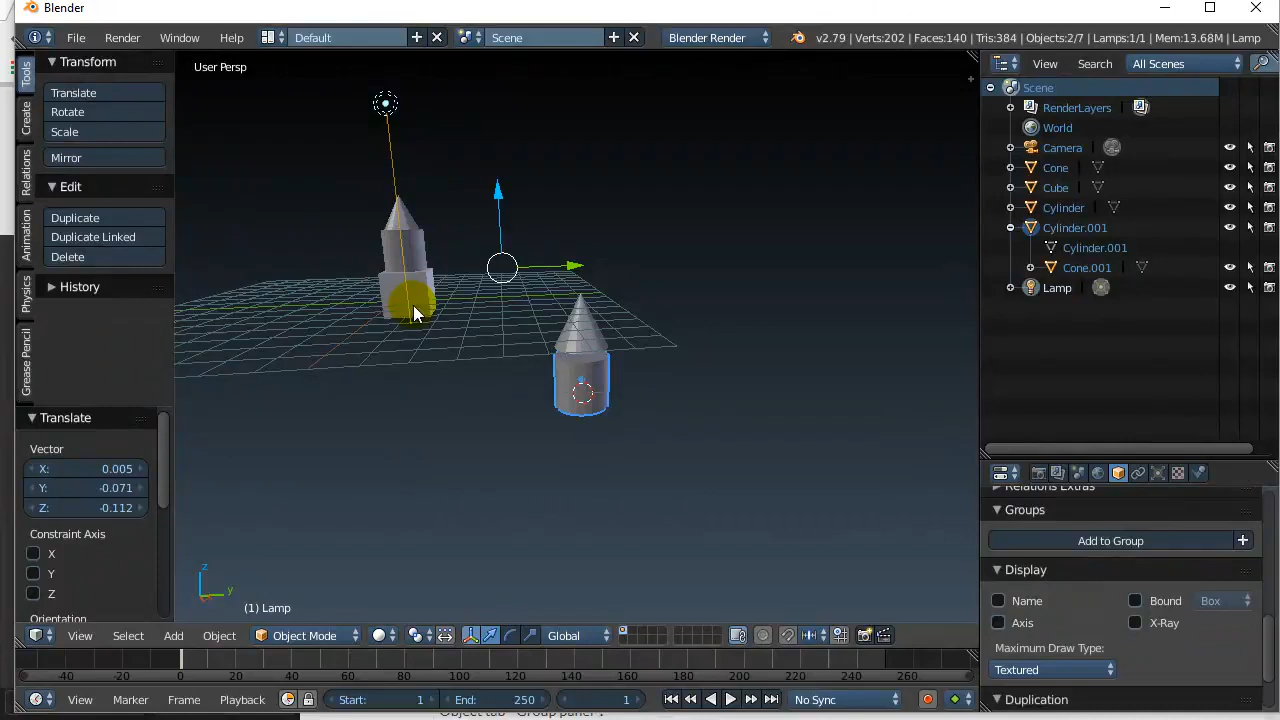 Blender
File Render Window Help Default Scene Blender Render v2.79 | Verts:202 | Faces:140 | Tris:384 | Objects:2/7 | Lamps:1/1 | Mem:13.68M | Lamp
Tools
Create
Relations
Animation
Physics
Grease Pencil
Transform
Translate
Rotate
Scale
Mirror
Edit
Duplicate
Duplicate Linked
Delete
History
Translate
Vector
X: 0.005
Y: -0.071
Z: -0.112
Constraint Axis
X
Y
Z
Orientation
User Persp
z
y
(1) Lamp
View Select Add Object Object Mode Global
-40 -20 0 20 40 60 80 100 120 140 160 180 200 220 240 260
View Marker Frame Playback Start: 1 End: 250 1 No Sync
View Search All Scenes
Scene
RenderLayers
World
Camera
Cone
Cube
Cylinder
Cylinder.001
Cylinder.001
Cone.001
Lamp
Relations Extras
Groups
Add to Group
Display
Name Bound Box
Axis X-Ray
Maximum Draw Type:
Textured
Duplication
Object tab - Group panel .